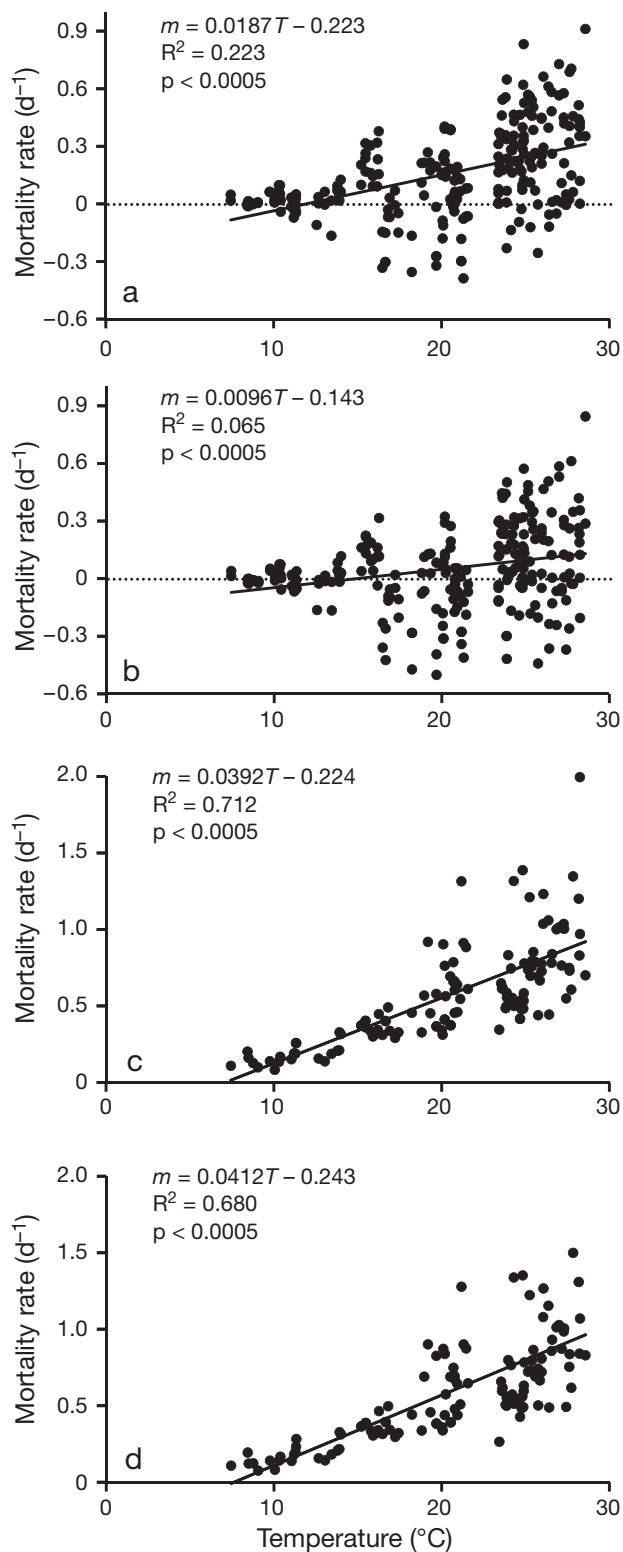 0.9
m = 0.0187T – 0.223
R² = 0.223
p < 0.0005
0.6
0.3
0
–0.3
–0.6
Mortality rate (d⁻¹)
a
0
10
20
30
0.9
m = 0.0096T – 0.143
R² = 0.065
p < 0.0005
0.6
0.3
0
–0.3
–0.6
Mortality rate (d⁻¹)
b
0
10
20
30
2.0
m = 0.0392T – 0.224
R² = 0.712
p < 0.0005
1.5
1.0
0.5
0
Mortality rate (d⁻¹)
c
0
10
20
30
2.0
m = 0.0412T – 0.243
R² = 0.680
p < 0.0005
1.5
1.0
0.5
0
Mortality rate (d⁻¹)
d
0
10
20
30
Temperature (°C)